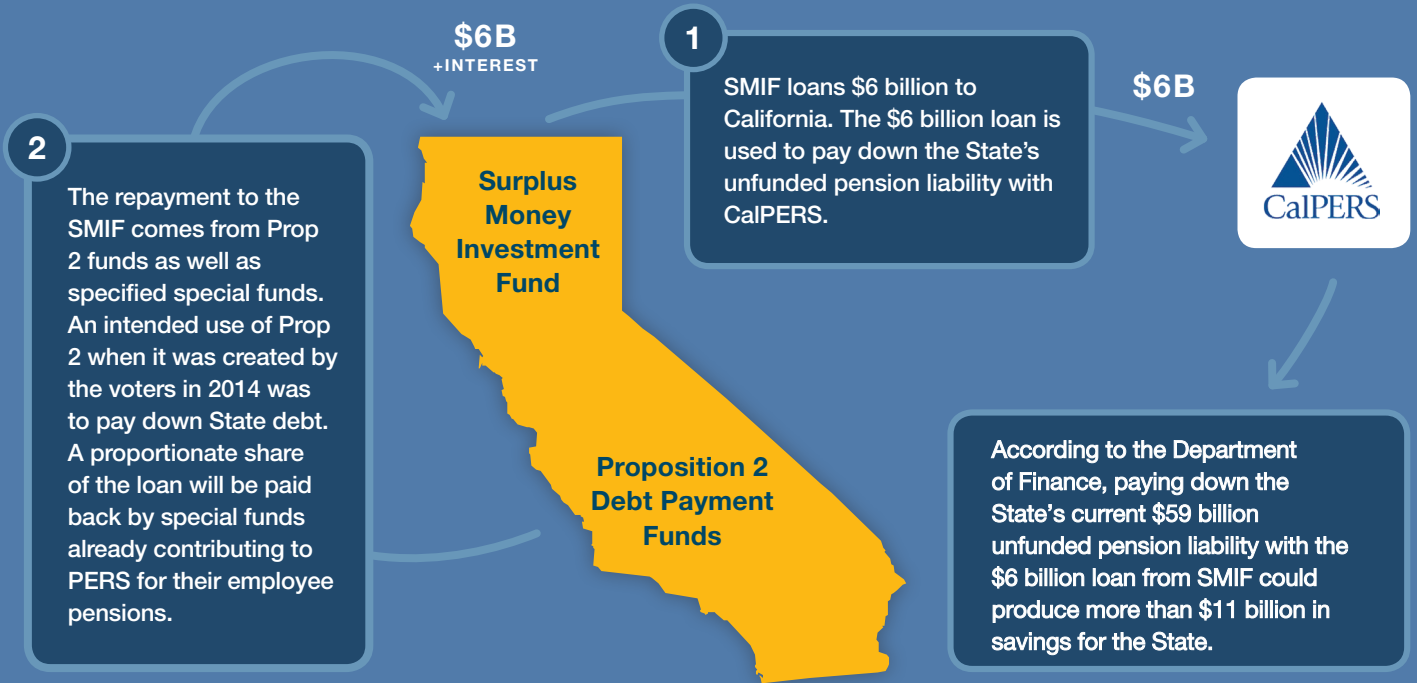 $6B
+INTEREST
1
SMIF loans $6 billion to
California. The $6 billion loan is
used to pay down the State's
unfunded pension liability with
CalPERS.
$6B
CalPERS
2
The repayment to the
SMIF comes from Prop
2 funds as well as
specified special funds.
An intended use of Prop
2 when it was created by
the voters in 2014 was
to pay down State debt.
A proportionate share
of the loan will be paid
back by special funds
already contributing to
PERS for their employee
pensions.
Surplus
Money
Investment
Fund
Proposition 2
Debt Payment
Funds
According to the Department
of Finance, paying down the
State's current $59 billion
unfunded pension liability with the
$6 billion loan from SMIF could
produce more than $11 billion in
savings for the State.